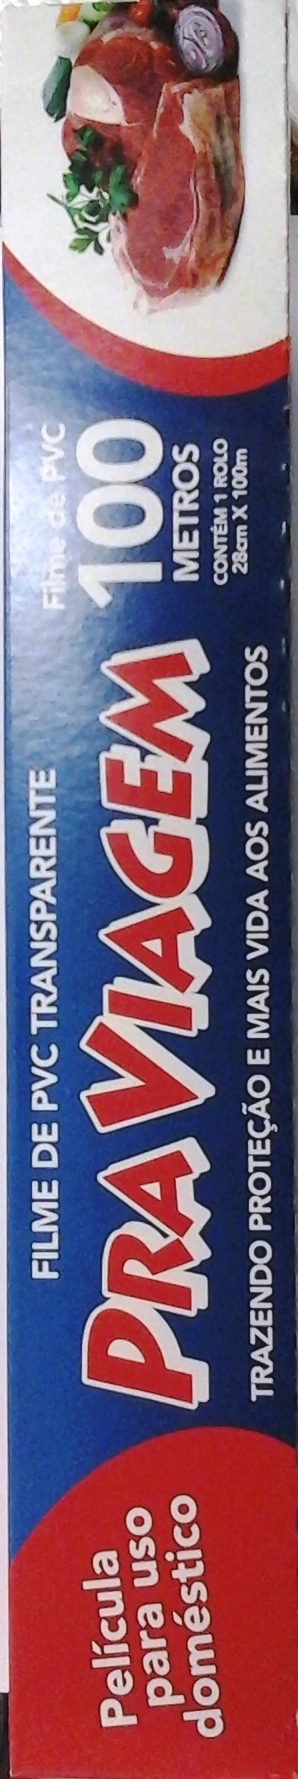 Película
para uso
doméstico
FILME DE PVC TRANSPARENTE
PRA VIAGEM
TRAZENDO PROTEÇÃO E MAIS VIDA AOS ALIMENTOS
Filme de PVC
100
METROS
CONTÉM 1 ROLO
28cm X 100m